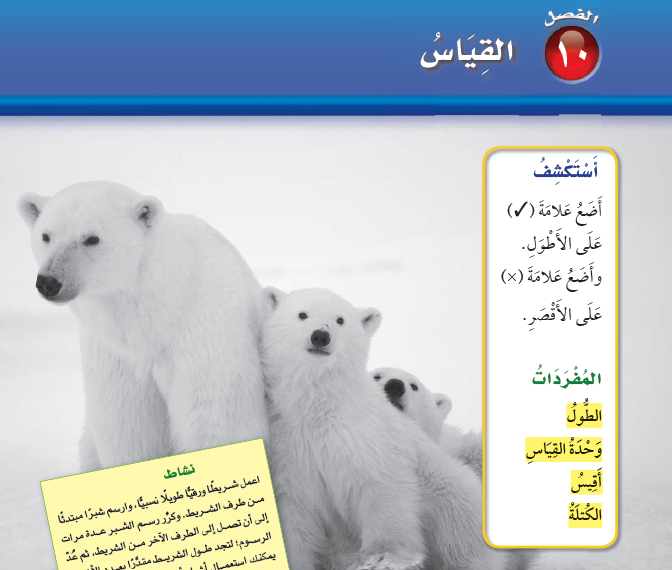 الفصل
١٠
القِيَاسُ
أَسْتَكْشِفُ
أَضَعُ عَلامَةَ (✓)
عَلَى الأَطْوَلِ.
وأَضَعُ عَلامَةَ (×)
عَلَى الأَقْصَرِ.
المُفْرَدَاتُ
الطُّولُ
وَحْدَةُ القِيَاسِ
أَقِيسُ
الكُتْلَةُ
نشاط
اعمل شريطًا ورقيًّا طويلًا نسبيًّا، وارسم شبرًا مبتدئًا
من طرف الشريط. وكرِّر رسم الشبر عدة مرات
إلى أن تصل إلى الطرف الآخر من الشريط، ثم عُدّ
الرسوم؛ لتجد طول الشريط مقدَّرًا بعدد
يمكنك استعمال